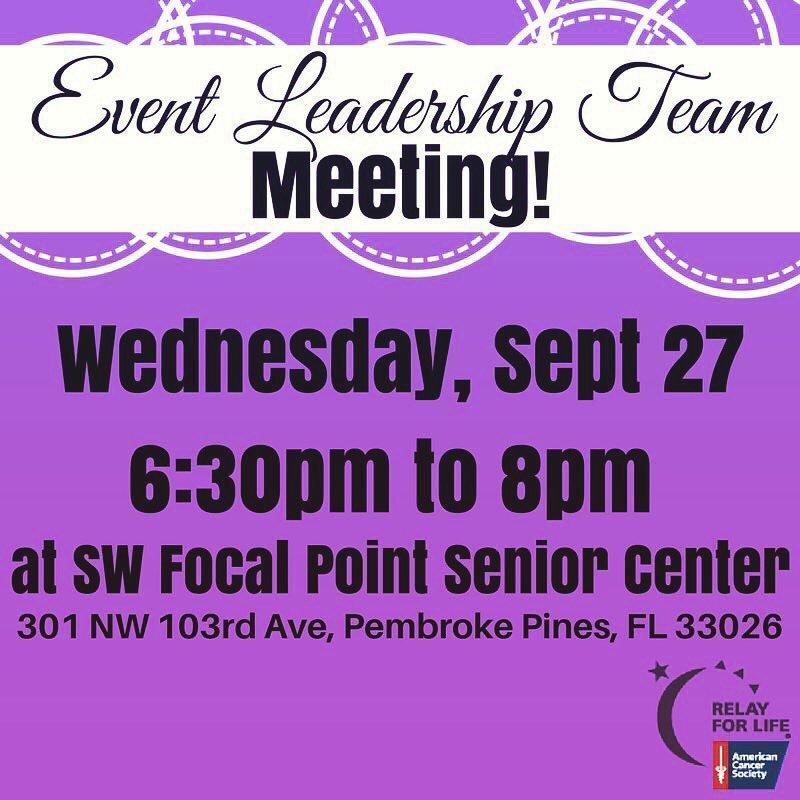 Event Leadership Team
Meeting!
Wednesday, Sept 27
6:30pm to 8pm
at SW Focal Point Senior Center
301 NW 103rd Ave, Pembroke Pines, FL 33026
RELAY
FOR LIFE®
American
Cancer
Society